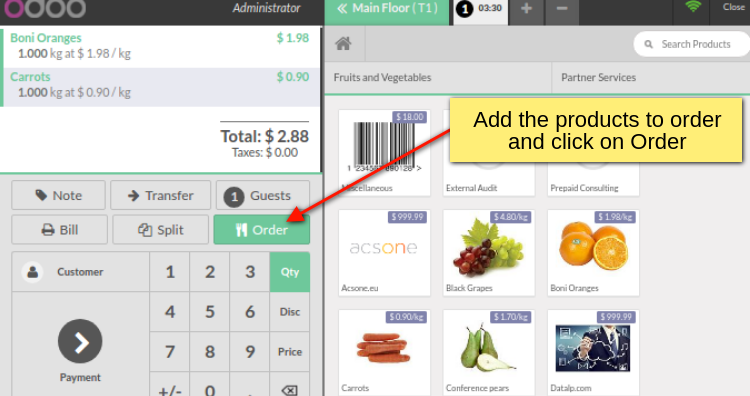 odoo
Administrator
Main Floor ( T1 )
1 03:30
+
−
Close
Boni Oranges $ 1.98
1.000 kg at $ 1.98 / kg
Carrots $ 0.90
1.000 kg at $ 0.90 / kg
Total: $ 2.88
Taxes: $ 0.00
Note
Transfer
1 Guests
Bill
Split
Order
Customer
1 2 3 Qty
4 5 6 Disc
7 8 9 Price
+/- 0 .
Payment
Search Products
Fruits and Vegetables
Partner Services
Add the products to order
and click on Order
$ 18.00
Miscellaneous
External Audit
Prepaid Consulting
$ 999.99
acsone
Acsone.eu
$ 4.80/kg
Black Grapes
$ 1.98/kg
Boni Oranges
$ 0.90/kg
Carrots
$ 1.70/kg
Conference pears
$ 999.99
Datalp.com